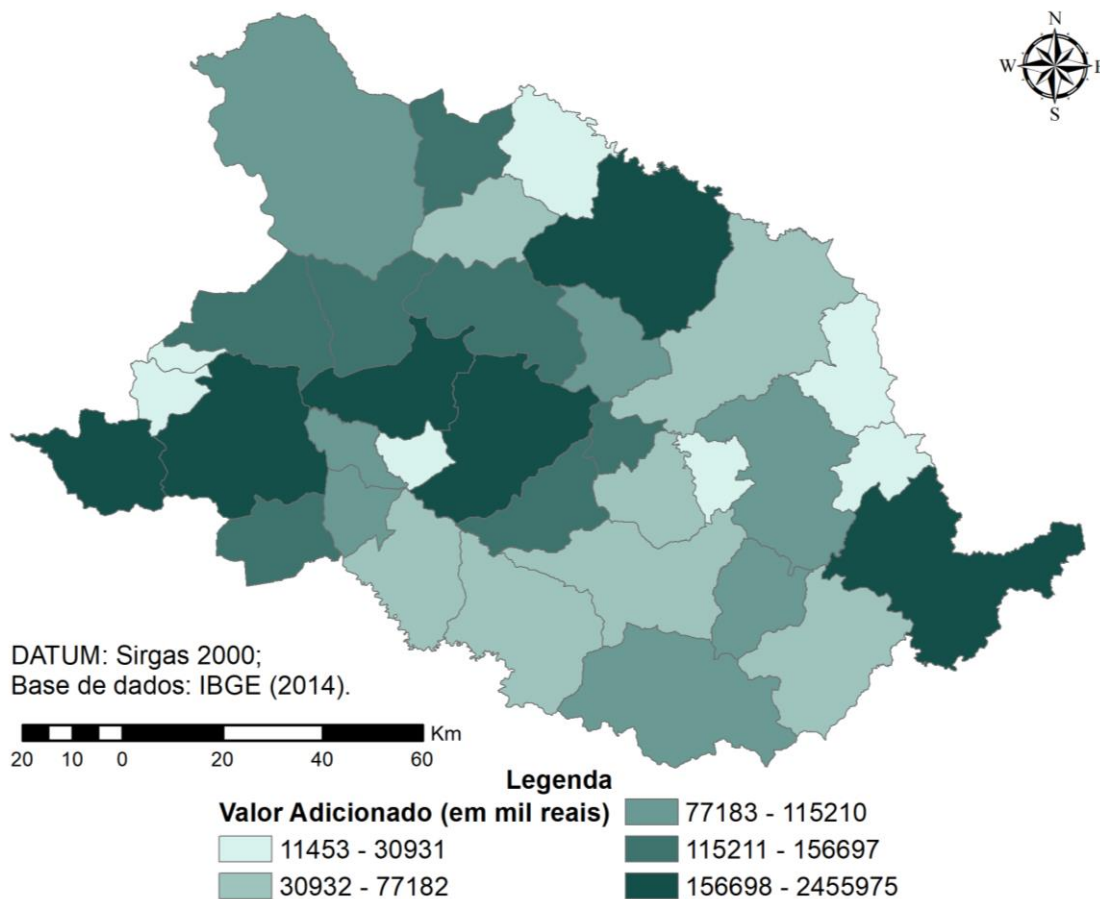 N
W E
S
DATUM: Sirgas 2000;
Base de dados: IBGE (2014).
Km
20 10 0 20 40 60
Legenda
Valor Adicionado (em mil reais)
11453 - 30931
30932 - 77182
77183 - 115210
115211 - 156697
156698 - 2455975